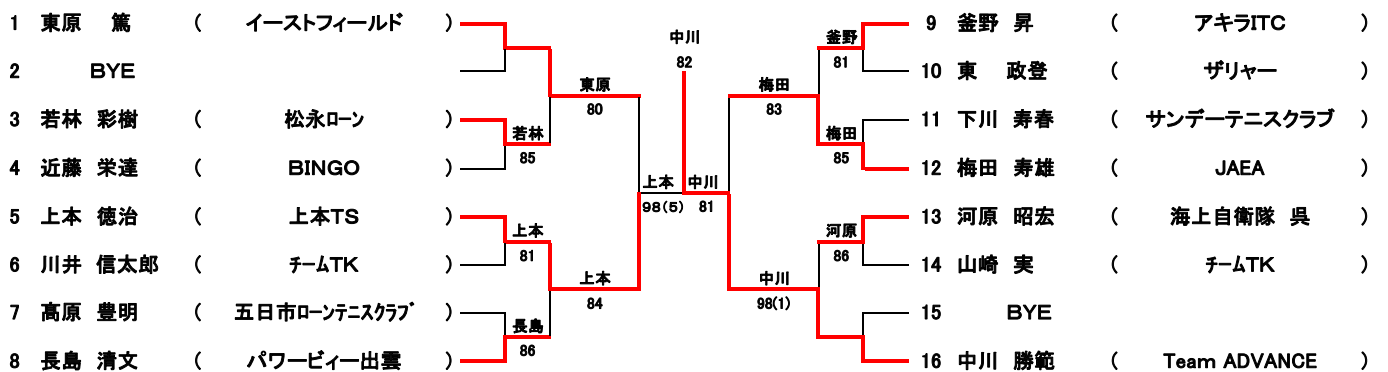 1 東原 篤 ( イーストフィールド )
2 BYE
3 若林 彩樹 ( 松永ローン )
4 近藤 栄達 ( BINGO )
5 上本 徳治 ( 上本TS )
6 川井 信太郎 ( チームTK )
7 高原 豊明 ( 五日市ローンテニスクラブ )
8 長島 清文 ( パワービィー出雲 )
若林
85
上本
81
長島
86
東原
80
上本
84
上本
98(5)
中川
82
中川
81
梅田
83
中川
98(1)
釜野
81
梅田
85
河原
86
9 釜野 昇 ( アキラITC )
10 東 政登 ( ザリャー )
11 下川 寿春 ( サンデーテニスクラブ )
12 梅田 寿雄 ( JAEA )
13 河原 昭宏 ( 海上自衛隊 呉 )
14 山崎 実 ( チームTK )
15 BYE
16 中川 勝範 ( Team ADVANCE )